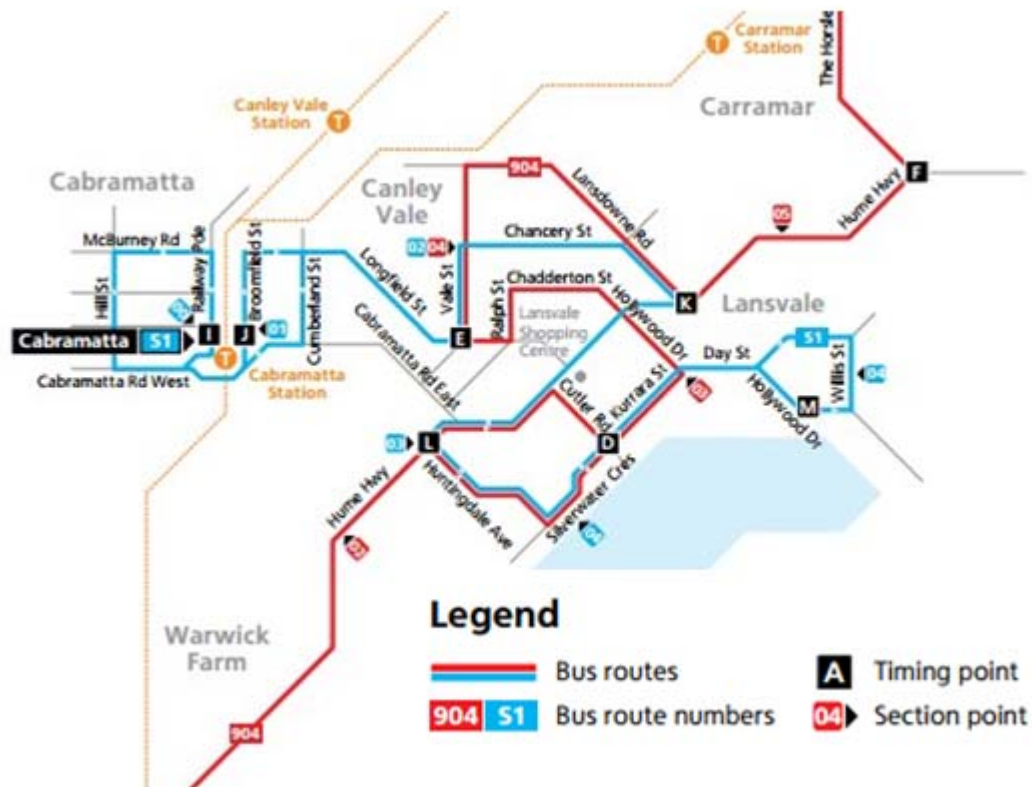 Carramar
Station
The Horsle
Canley Vale
Station
Carramar
F
Cabramatta
Canley
Vale
904
Lansdowne Rd
05
Hume Hwy
McBurney Rd
Railway Pde
Broomfield St
Cumberland St
Longfield St
02 04
Vale St
Chancery St
Chadderton St
Ralph St
Hill St
Hollywood Dr
K
Lansvale
Lansvale
Shopping
Centre
Cabramatta S1
I
J
01
T
Cabramatta
Station
Cabramatta Rd West
Cabramatta Rd East
E
Day St
S1
Willis St
04
Hollywood Dr
M
03
Cutler Rd
Kurrara St
D
03
L
Hume Hwy
Huntingdale Ave
Silverwater Cres
02
Warwick
Farm
904
Legend
Bus routes
A Timing point
904 S1 Bus route numbers
04 Section point